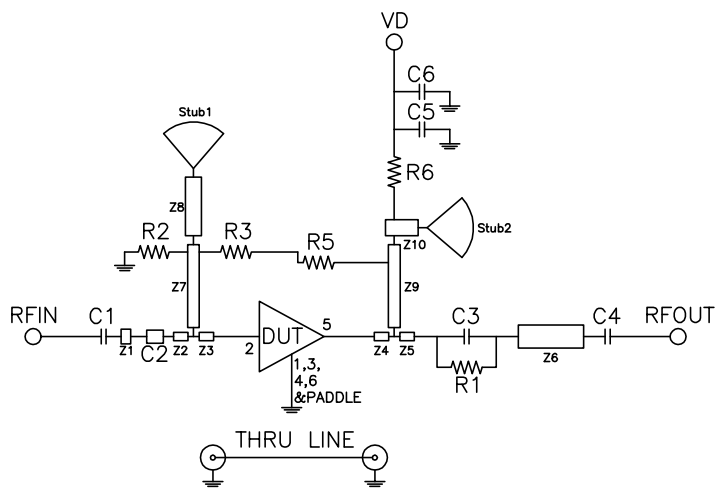 VD
C6
C5
Stub1
R6
Z8
R2
R3
R5
Z10
Stub2
Z7
Z9
RFIN
C1
Z1
C2
Z2
Z3
2
DUT
5
1,3,
4,6
&PADDLE
Z4
Z5
C3
R1
Z6
C4
RFOUT
THRU LINE